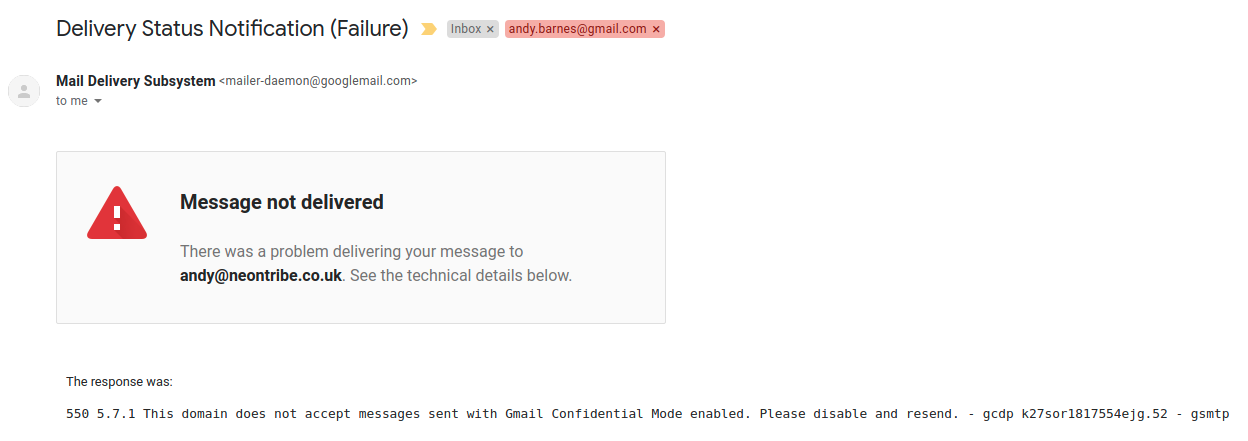 Delivery Status Notification (Failure) Inbox × andy.barnes@gmail.com ×
Mail Delivery Subsystem <mailer-daemon@googlemail.com>
to me
Message not delivered
There was a problem delivering your message to
andy@neontribe.co.uk. See the technical details below.
The response was:
550 5.7.1 This domain does not accept messages sent with Gmail Confidential Mode enabled. Please disable and resend. - gcdp k27sor1817554ejg.52 - gsmtp